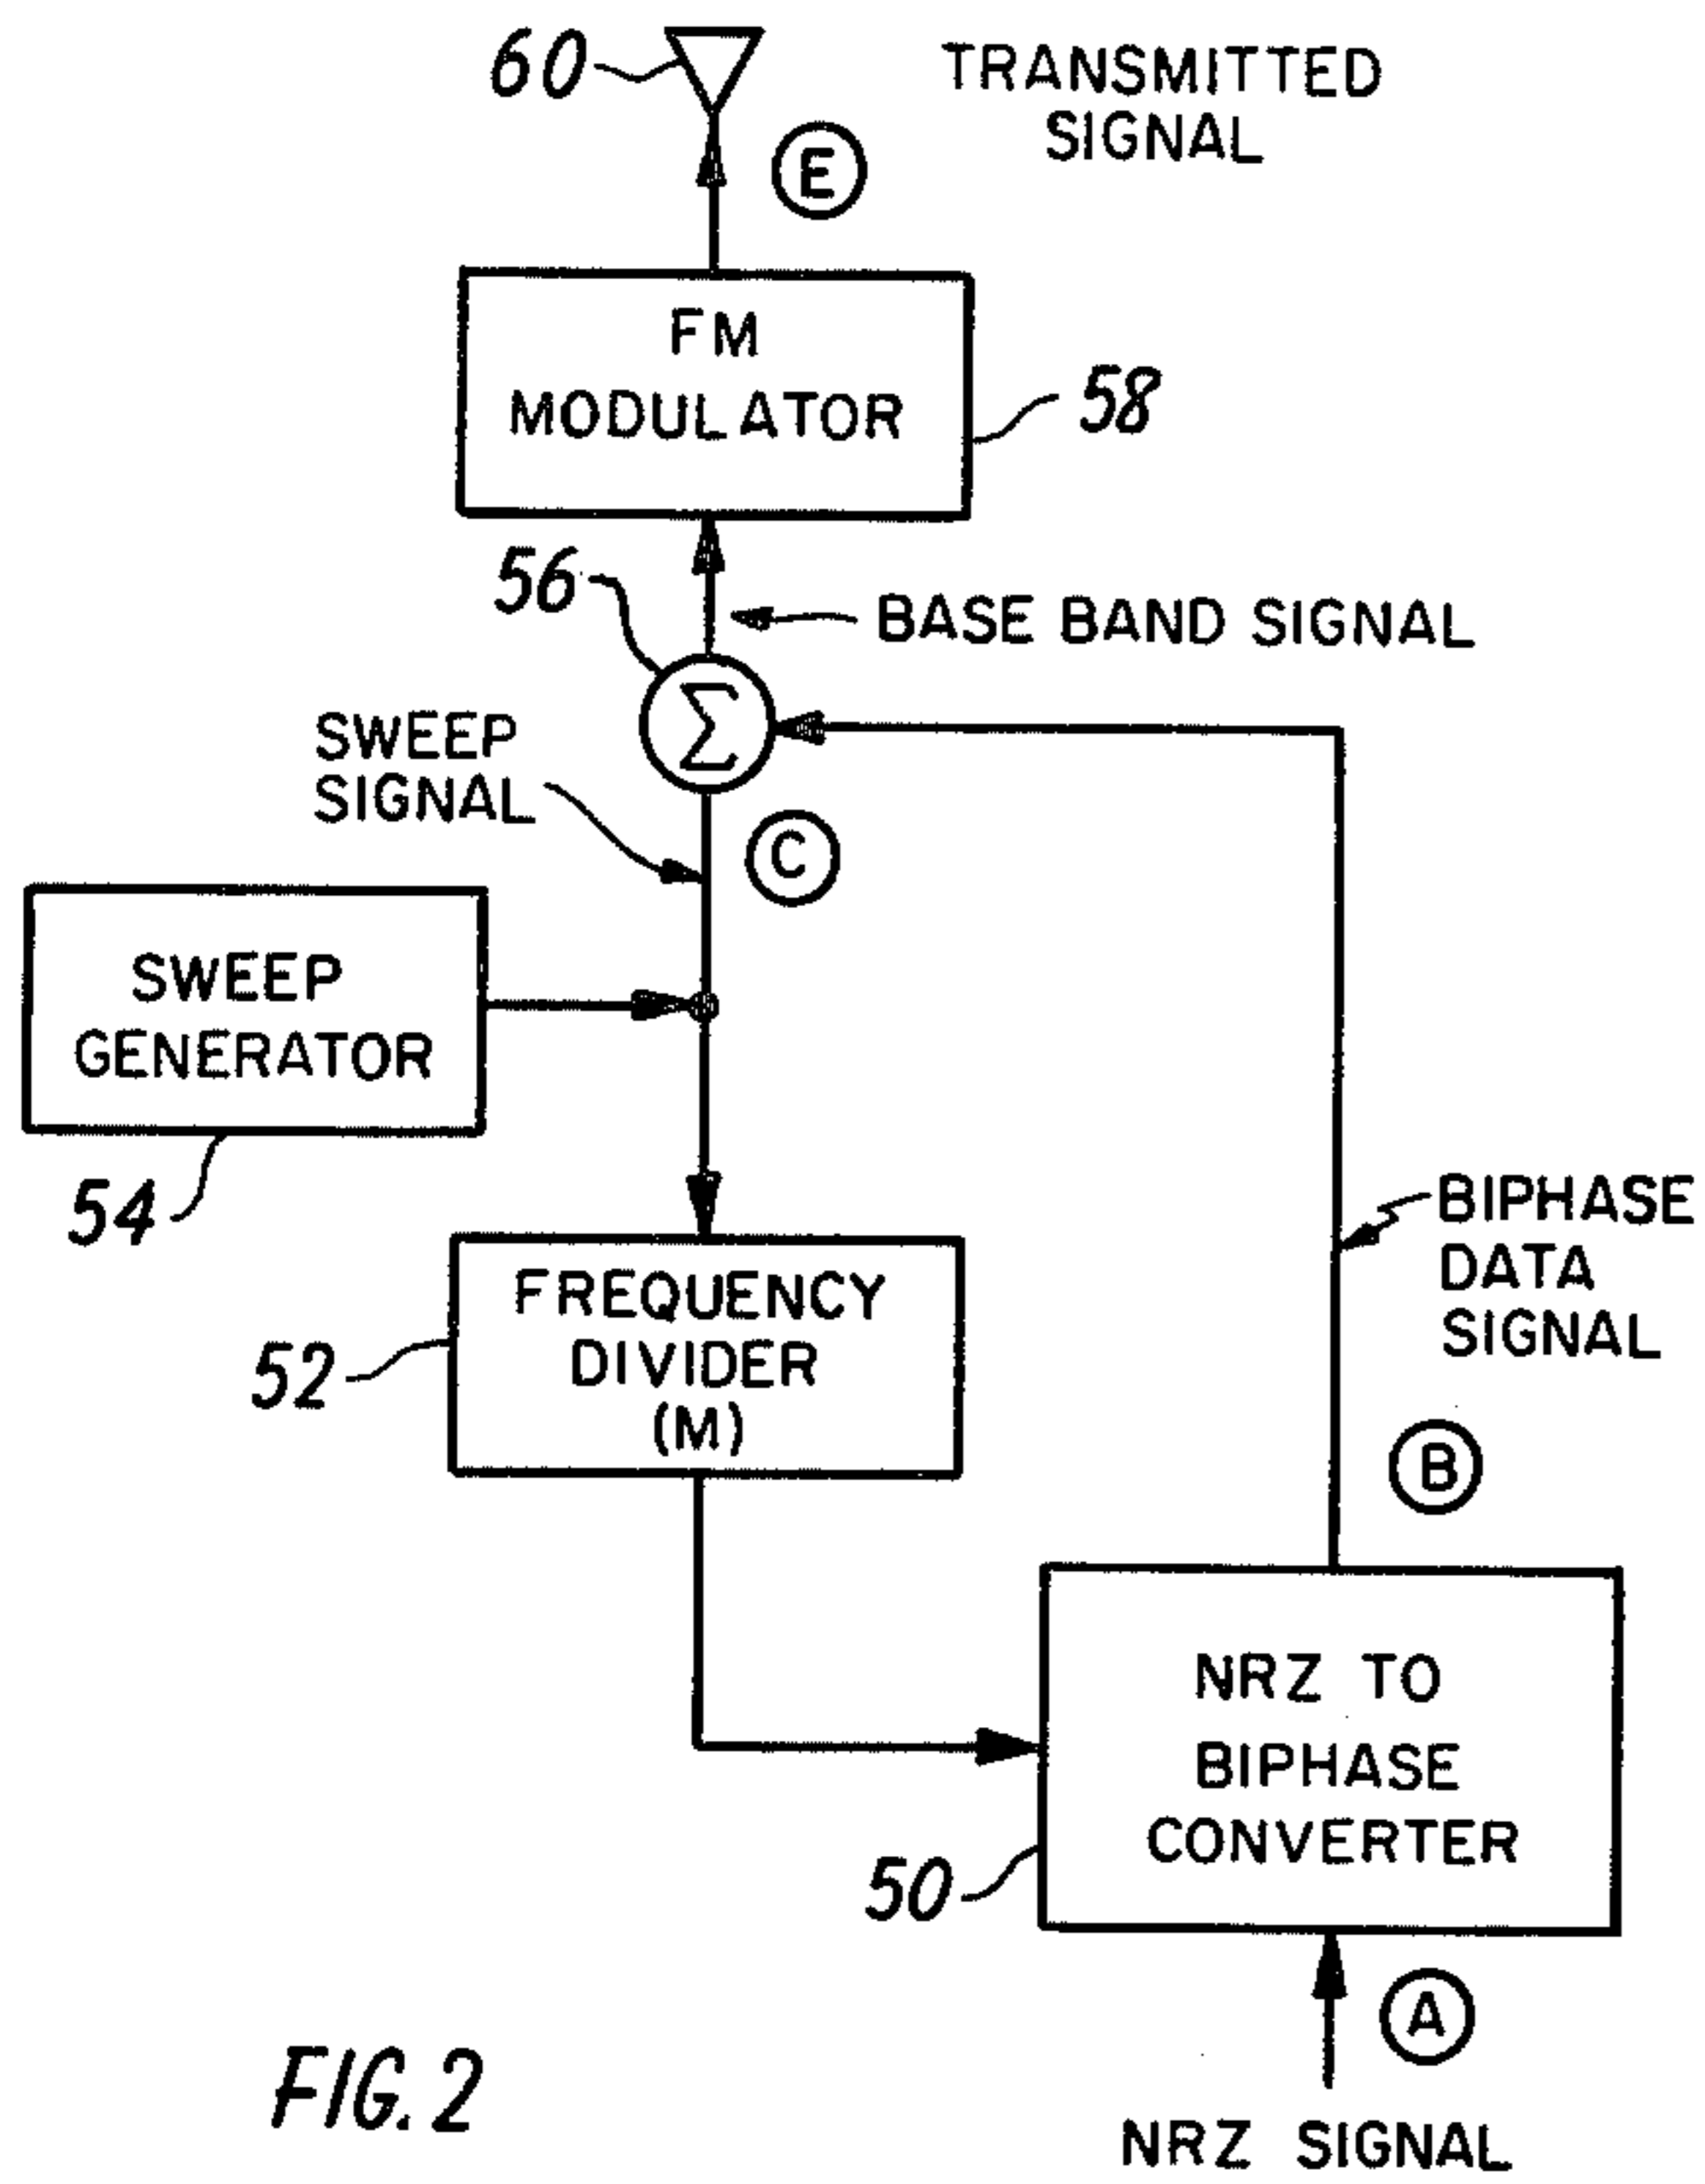 60
TRANSMITTED
SIGNAL
E
FM
MODULATOR
58
56
BASE BAND SIGNAL
Σ
SWEEP
SIGNAL
C
SWEEP
GENERATOR
54
FREQUENCY
DIVIDER
(M)
52
BIPHASE
DATA
SIGNAL
B
NRZ TO
BIPHASE
CONVERTER
50
A
NRZ SIGNAL
FIG. 2